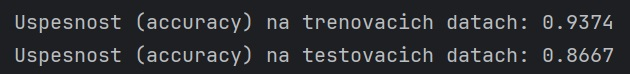 Uspesnost (accuracy) na trenovacich datach: 0.9374
Uspesnost (accuracy) na testovacich datach: 0.8667